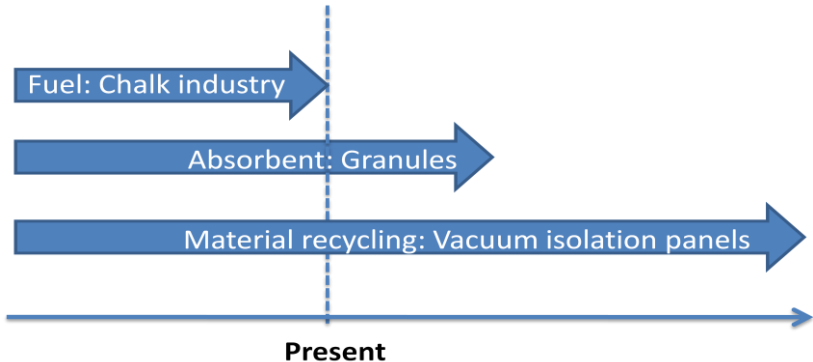 Fuel: Chalk industry
Absorbent: Granules
Material recycling: Vacuum isolation panels
Present